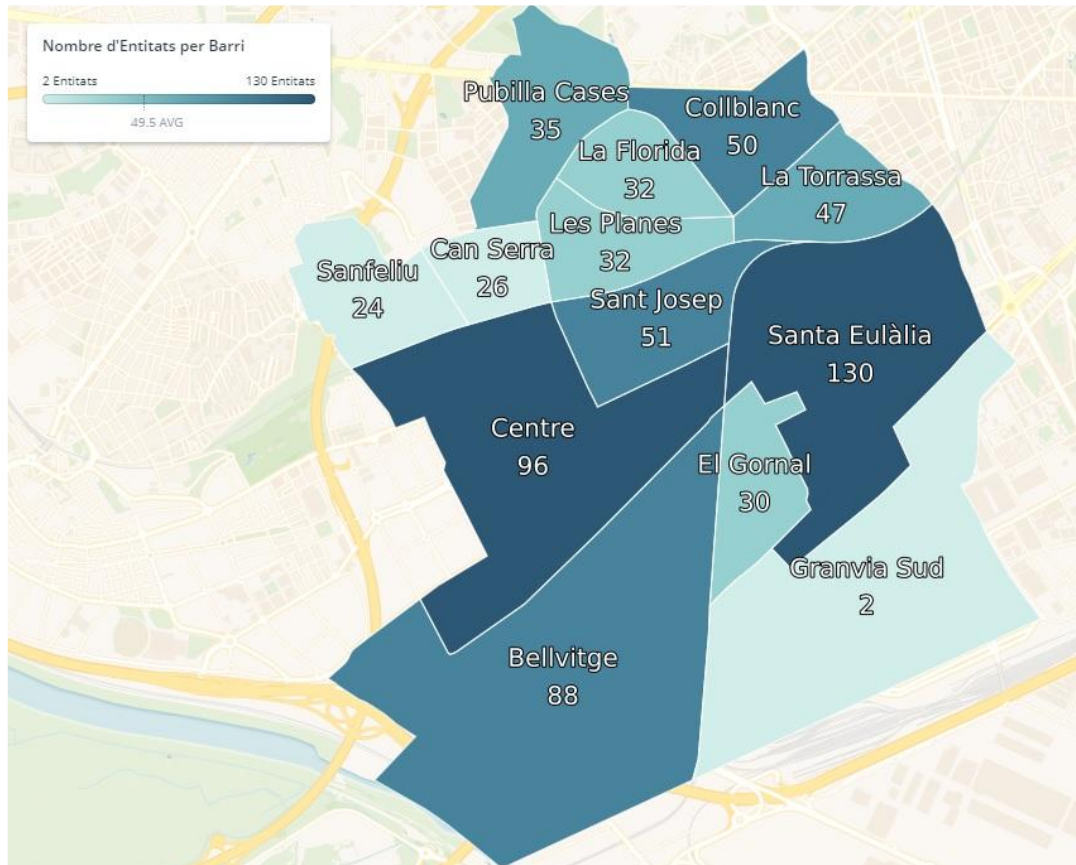 Nombre d'Entitats per Barri
2 Entitats 130 Entitats
49.5 AVG
Pubilla Cases
35
Collblanc
50
La Florida
32
La Torrassa
47
Les Planes
32
Can Serra
26
Sanfeliu
24
Sant Josep
51
Santa Eulàlia
130
Centre
96
El Gornal
30
Granvia Sud
2
Bellvitge
88